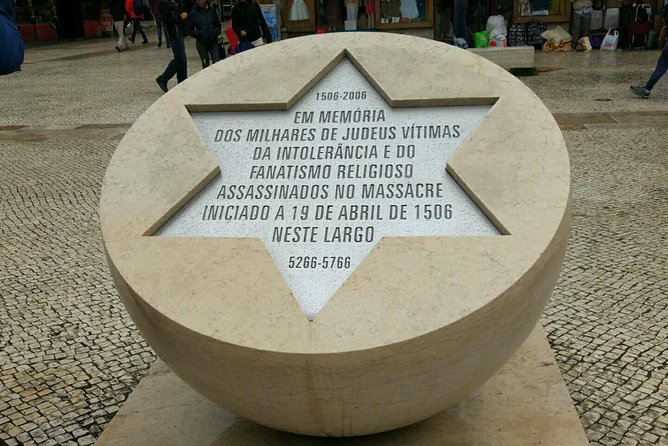 1506-2006
EM MEMÓRIA
DOS MILHARES DE JUDEUS VÍTIMAS
DA INTOLERÂNCIA E DO
FANATISMO RELIGIOSO
ASSASSINADOS NO MASSACRE
INICIADO A 19 DE ABRIL DE 1506
NESTE LARGO
5266-5766